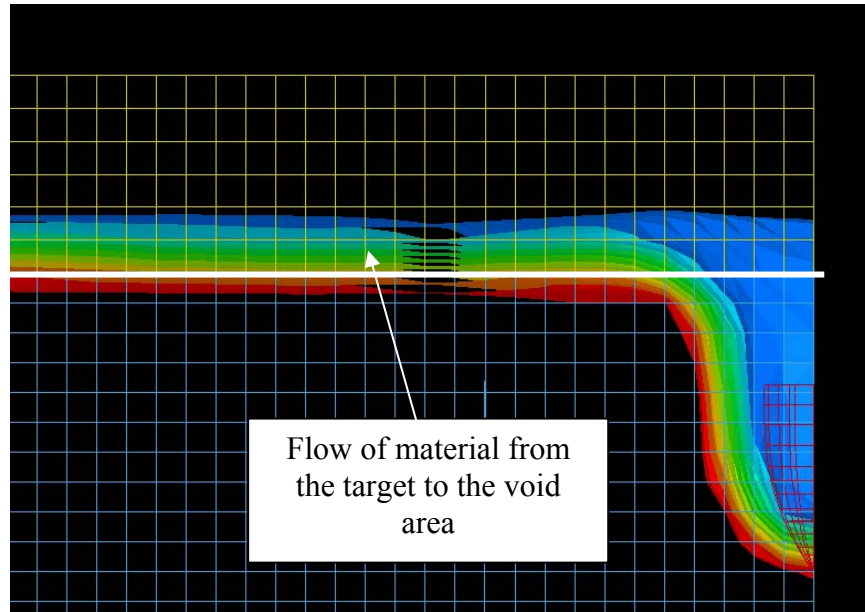 Flow of material from
the target to the void
area